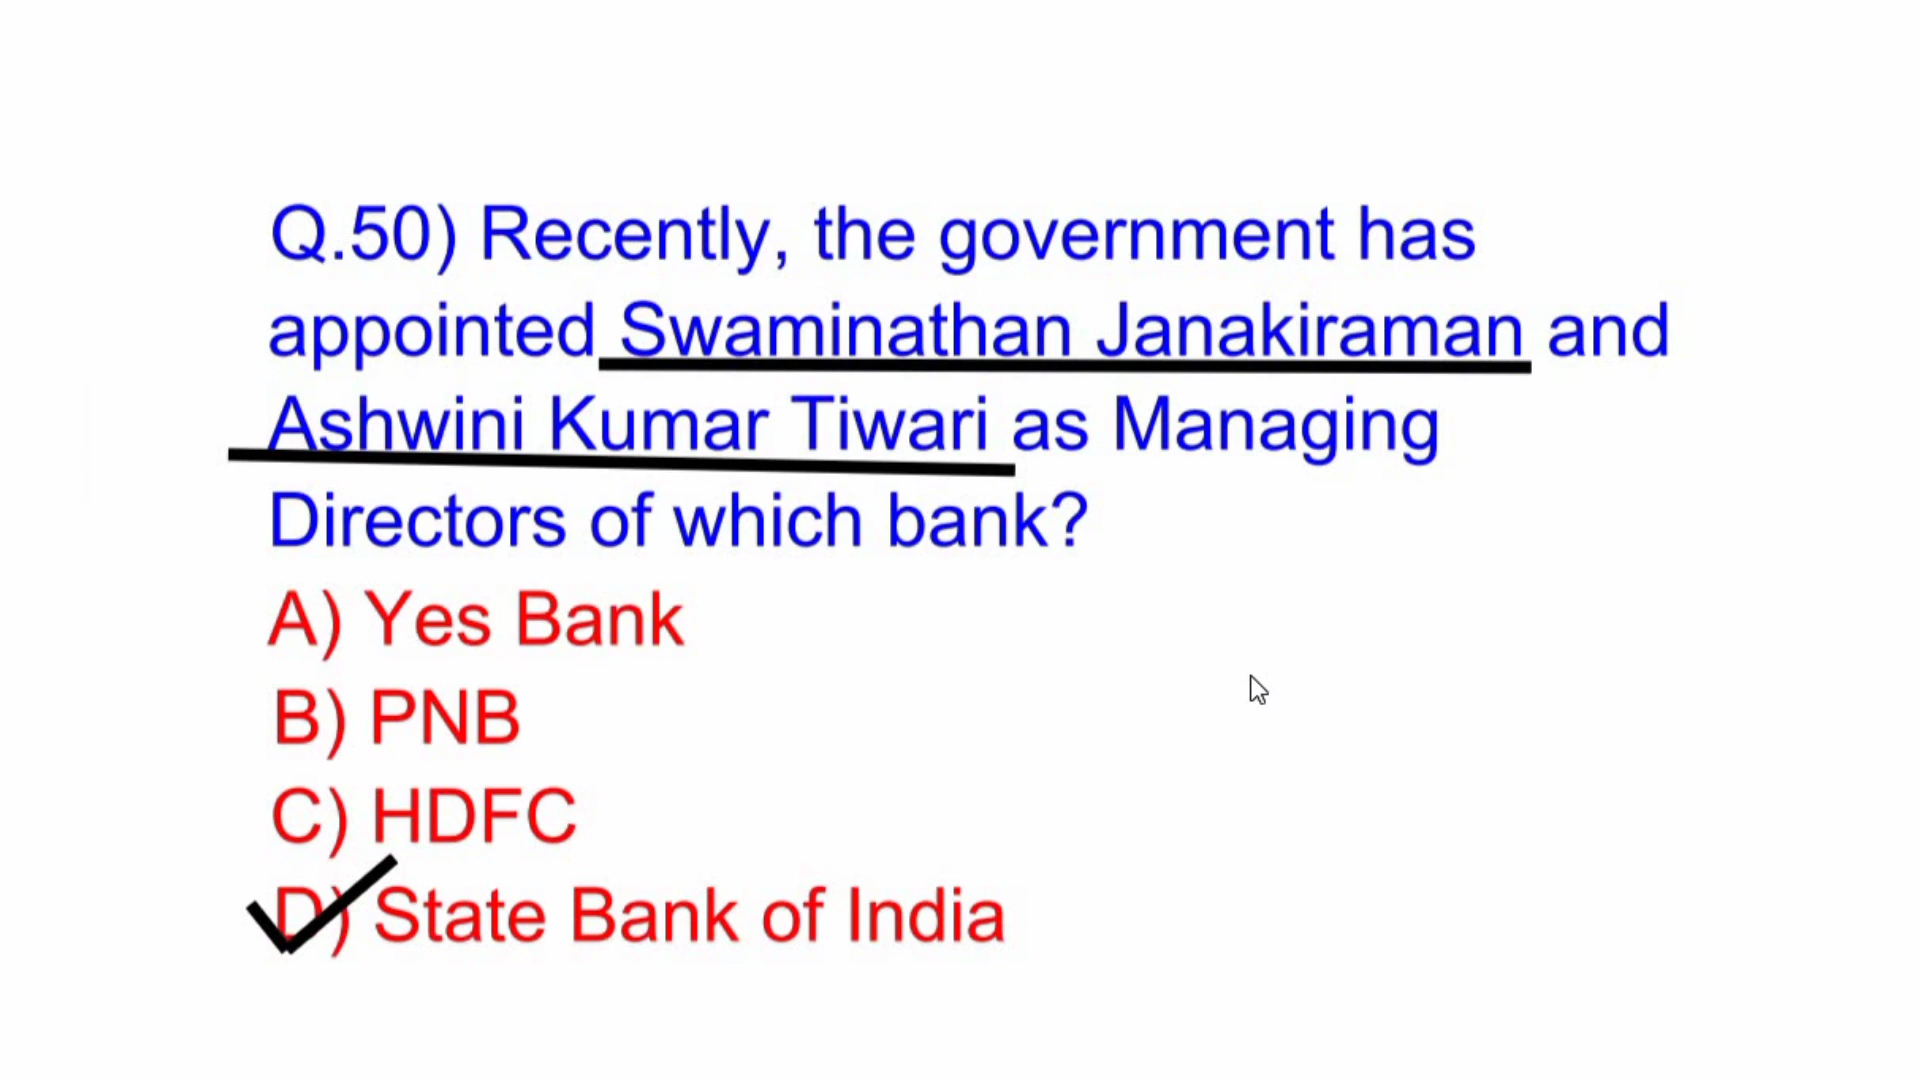 Q.50) Recently, the government has
appointed Swaminathan Janakiraman and
Ashwini Kumar Tiwari as Managing
Directors of which bank?
A) Yes Bank
B) PNB
C) HDFC
D) State Bank of India